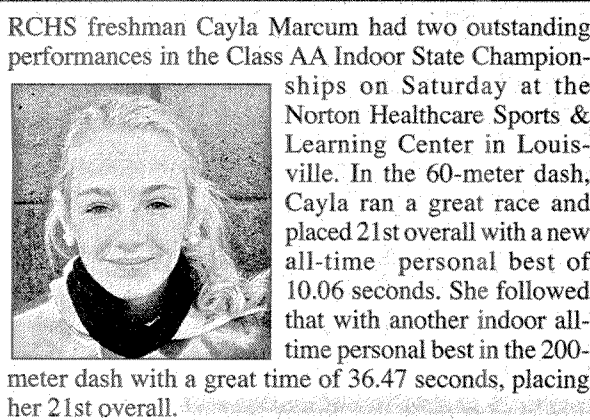 RCHS freshman Cayla Marcum had two outstanding
performances in the Class AA Indoor State Champion-
ships on Saturday at the
Norton Healthcare Sports &
Learning Center in Louis-
ville. In the 60-meter dash,
Cayla ran a great race and
placed 21st overall with a new
all-time personal best of
10.06 seconds. She followed
that with another indoor all-
time personal best in the 200-
meter dash with a great time of 36.47 seconds, placing
her 21st overall.